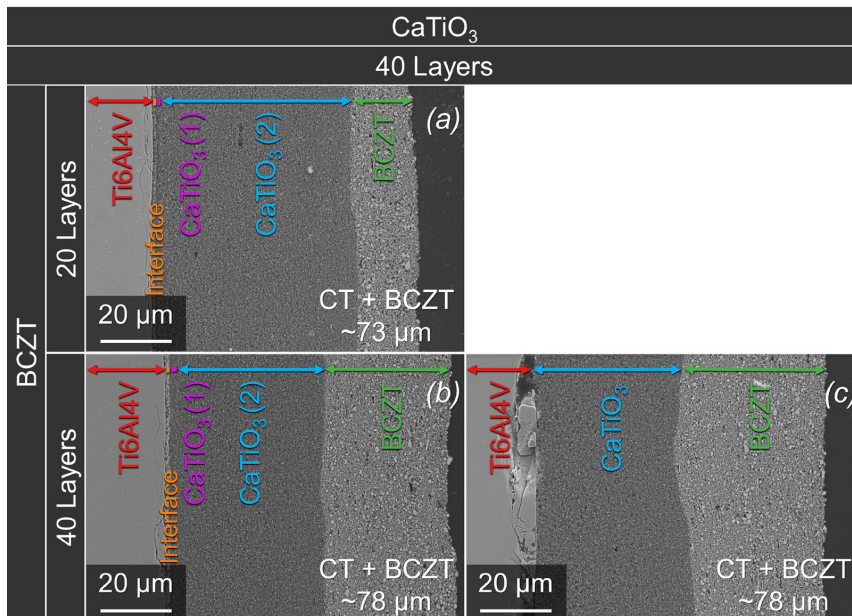 CaTiO₃
40 Layers
BCZT
20 Layers
Ti6Al4V
Interface
CaTiO₃ (1)
CaTiO₃ (2)
BCZT
(a)
CT + BCZT
~73 µm
20 µm
40 Layers
Ti6Al4V
Interface
CaTiO₃ (1)
CaTiO₃ (2)
BCZT
(b)
CT + BCZT
~78 µm
20 µm
Ti6Al4V
CaTiO₃
BCZT
(c)
CT + BCZT
~78 µm
20 µm